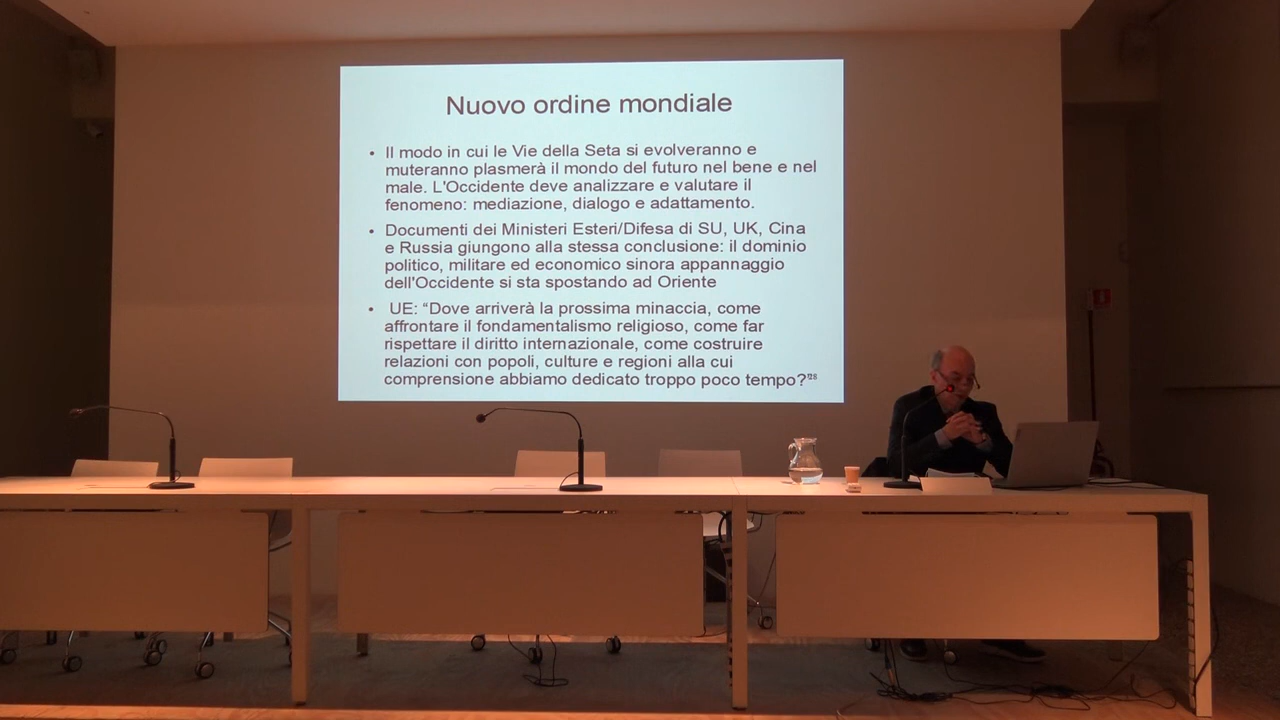 Nuovo ordine mondiale
• Il modo in cui le Vie della Seta si evolveranno e
muteranno plasmerà il mondo del futuro nel bene e nel
male. L'Occidente deve analizzare e valutare il
fenomeno: mediazione, dialogo e adattamento.
• Documenti dei Ministeri Esteri/Difesa di SU, UK, Cina
e Russia giungono alla stessa conclusione: il dominio
politico, militare ed economico sinora appannaggio
dell'Occidente si sta spostando ad Oriente
• UE: “Dove arriverà la prossima minaccia, come
affrontare il fondamentalismo religioso, come far
rispettare il diritto internazionale, come costruire
relazioni con popoli, culture e regioni alla cui
comprensione abbiamo dedicato troppo poco tempo?128